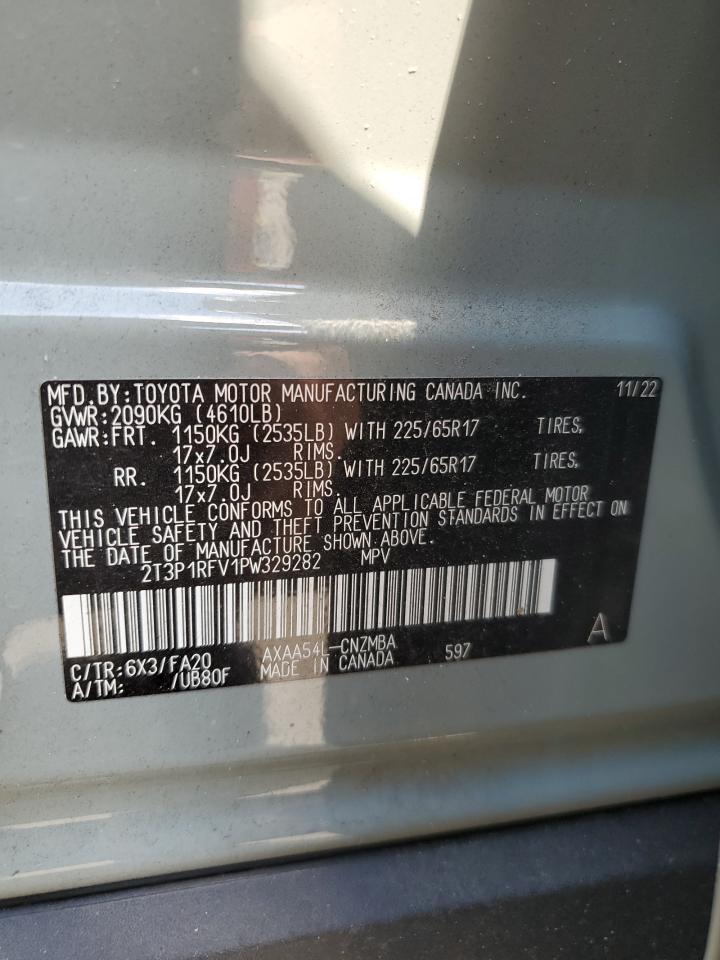 MFD.BY:TOYOTA MOTOR MANUFACTURING CANADA INC. 11/22
GVWR:2090KG (4610LB)
GAWR:FRT. 1150KG (2535LB) WITH 225/65R17 TIRES,
17x7.0J RIMS.
RR. 1150KG (2535LB) WITH 225/65R17 TIRES,
17x7.0J RIMS.
THIS VEHICLE CONFORMS TO ALL APPLICABLE FEDERAL MOTOR
VEHICLE SAFETY AND THEFT PREVENTION STANDARDS IN EFFECT ON
THE DATE OF MANUFACTURE SHOWN ABOVE.
2T3P1RFV1PW329282 MPV
A
C/TR:6X3/FA20 AXAA54L-CNZMBA 597
A/TM: /UB80F MADE IN CANADA